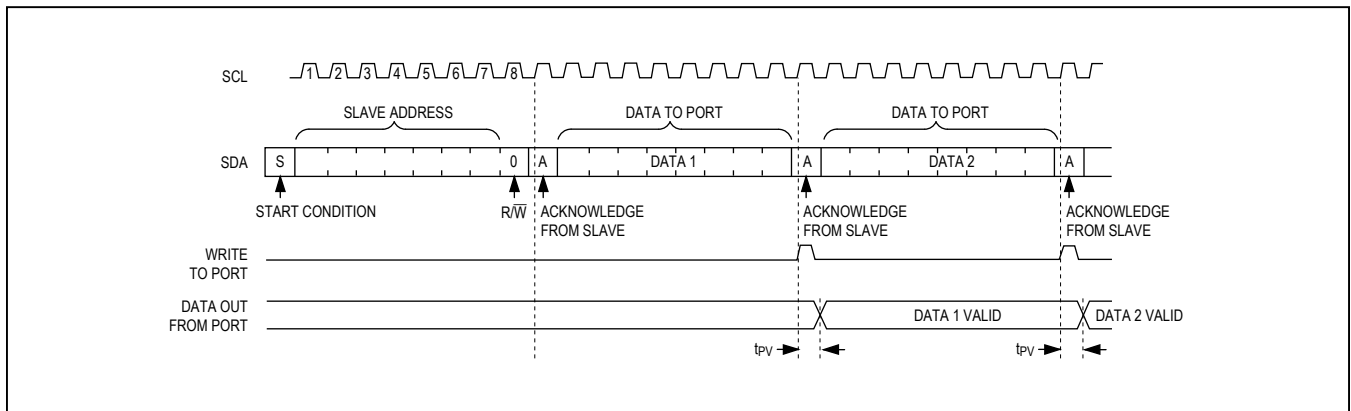 SCL 1 2 3 4 5 6 7 8
SLAVE ADDRESS DATA TO PORT DATA TO PORT
SDA S 0 A DATA 1 A DATA 2 A
START CONDITION R/W̅ ACKNOWLEDGE FROM SLAVE ACKNOWLEDGE FROM SLAVE ACKNOWLEDGE FROM SLAVE
WRITE
TO PORT
DATA OUT
FROM PORT
DATA 1 VALID DATA 2 VALID
tPV tPV